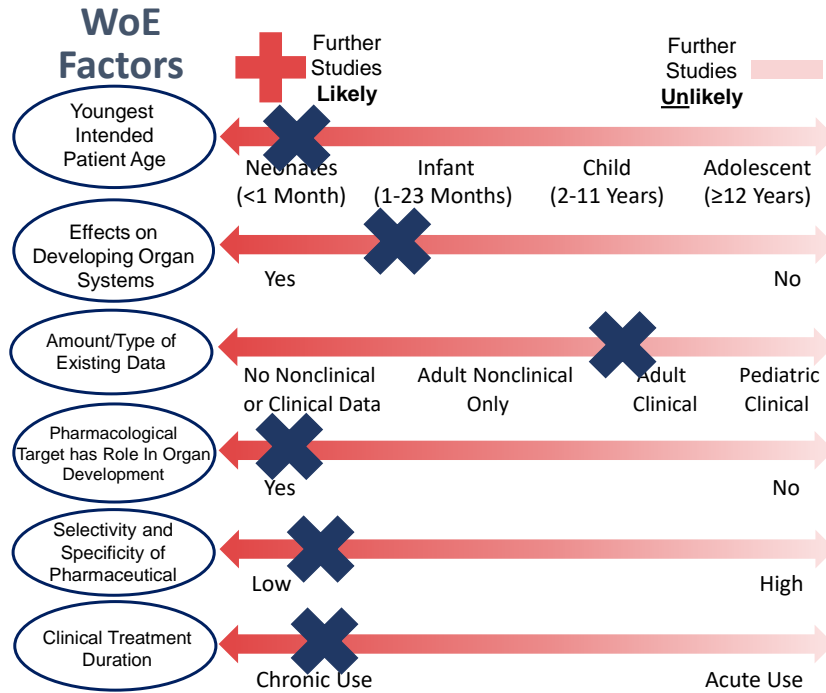 WoE
Factors
Further
Studies
Likely
Further
Studies
Unlikely
Youngest
Intended
Patient Age
Neonates
(<1 Month)
Infant
(1-23 Months)
Child
(2-11 Years)
Adolescent
(≥12 Years)
Effects on
Developing Organ
Systems
Yes
No
Amount/Type of
Existing Data
No Nonclinical
or Clinical Data
Adult Nonclinical
Only
Adult
Clinical
Pediatric
Clinical
Pharmacological
Target has Role In Organ
Development
Yes
No
Selectivity and
Specificity of
Pharmaceutical
Low
High
Clinical Treatment
Duration
Chronic Use
Acute Use